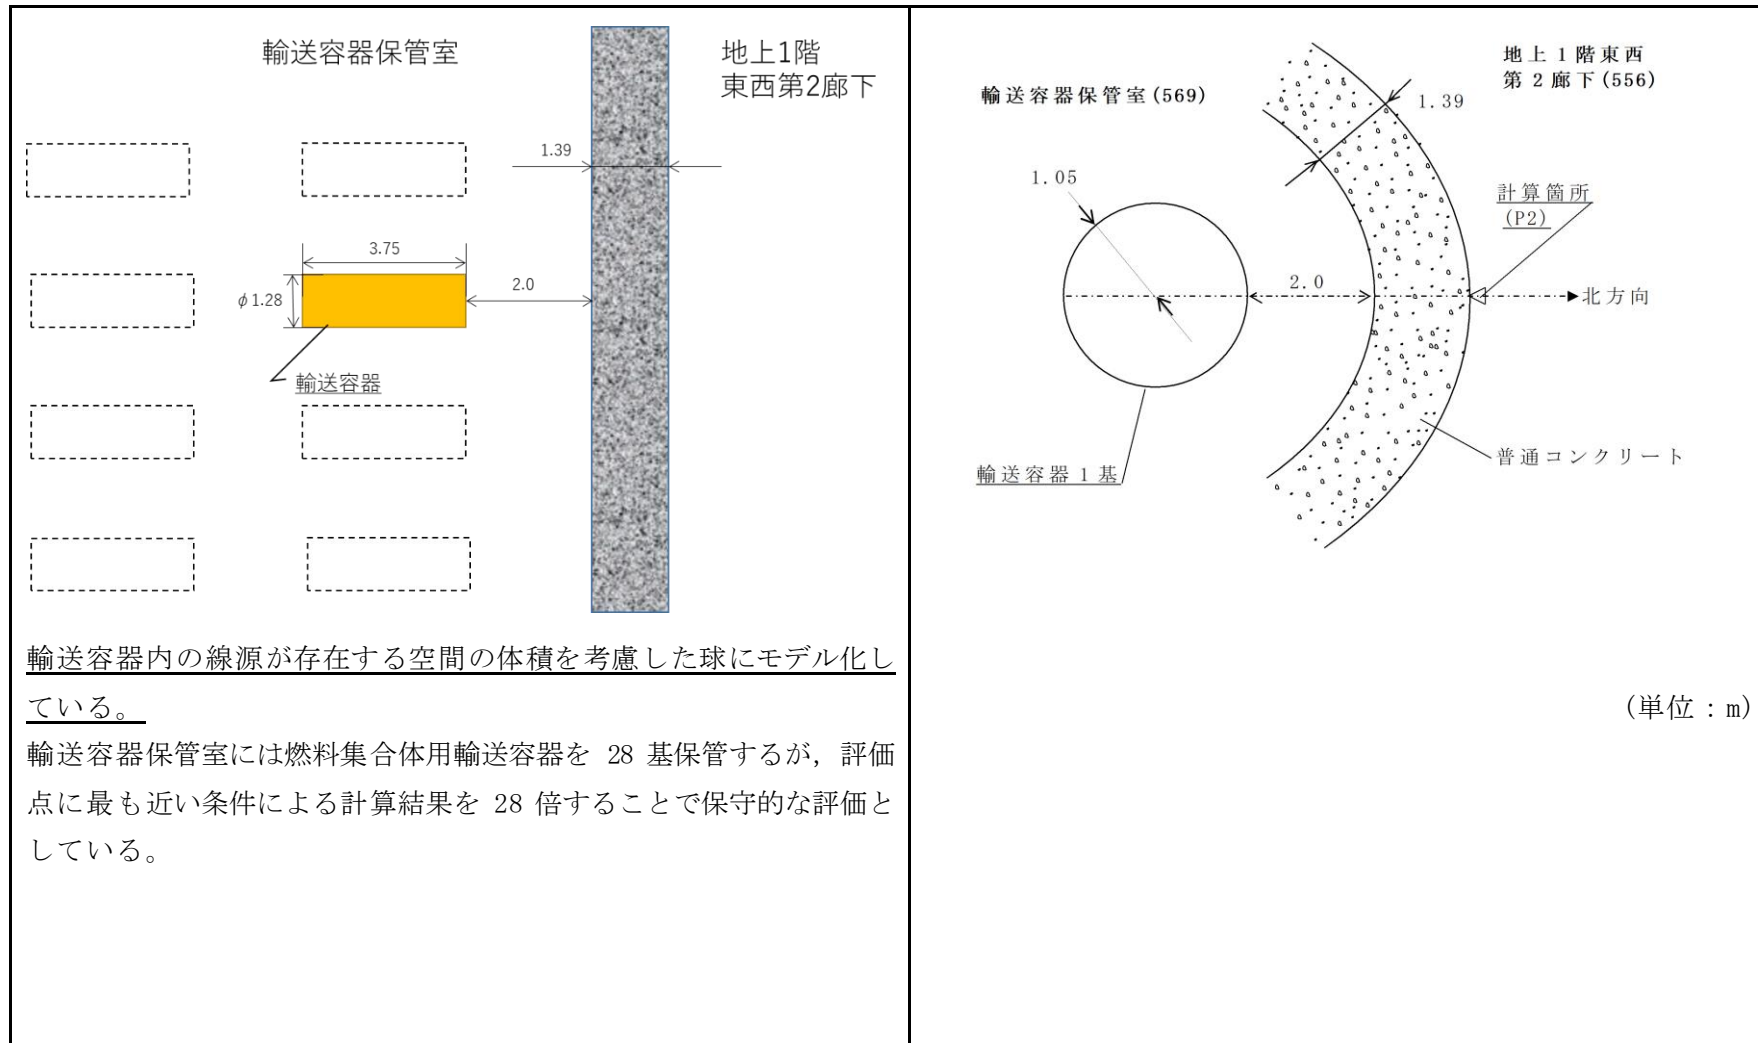 輸送容器保管室
地上1階
東西第2廊下
1.39
3.75
φ1.28
2.0
輸送容器
輸送容器内の線源が存在する空間の体積を考慮した球にモデル化し
ている。
輸送容器保管室には燃料集合体用輸送容器を 28 基保管するが，評価
点に最も近い条件による計算結果を 28 倍することで保守的な評価と
している。
地上1階東西
第2廊下(556)
輸送容器保管室(569)
1.39
1.05
計算箇所
(P2)
2.0
北方向
普通コンクリート
輸送容器1基
(単位：m)